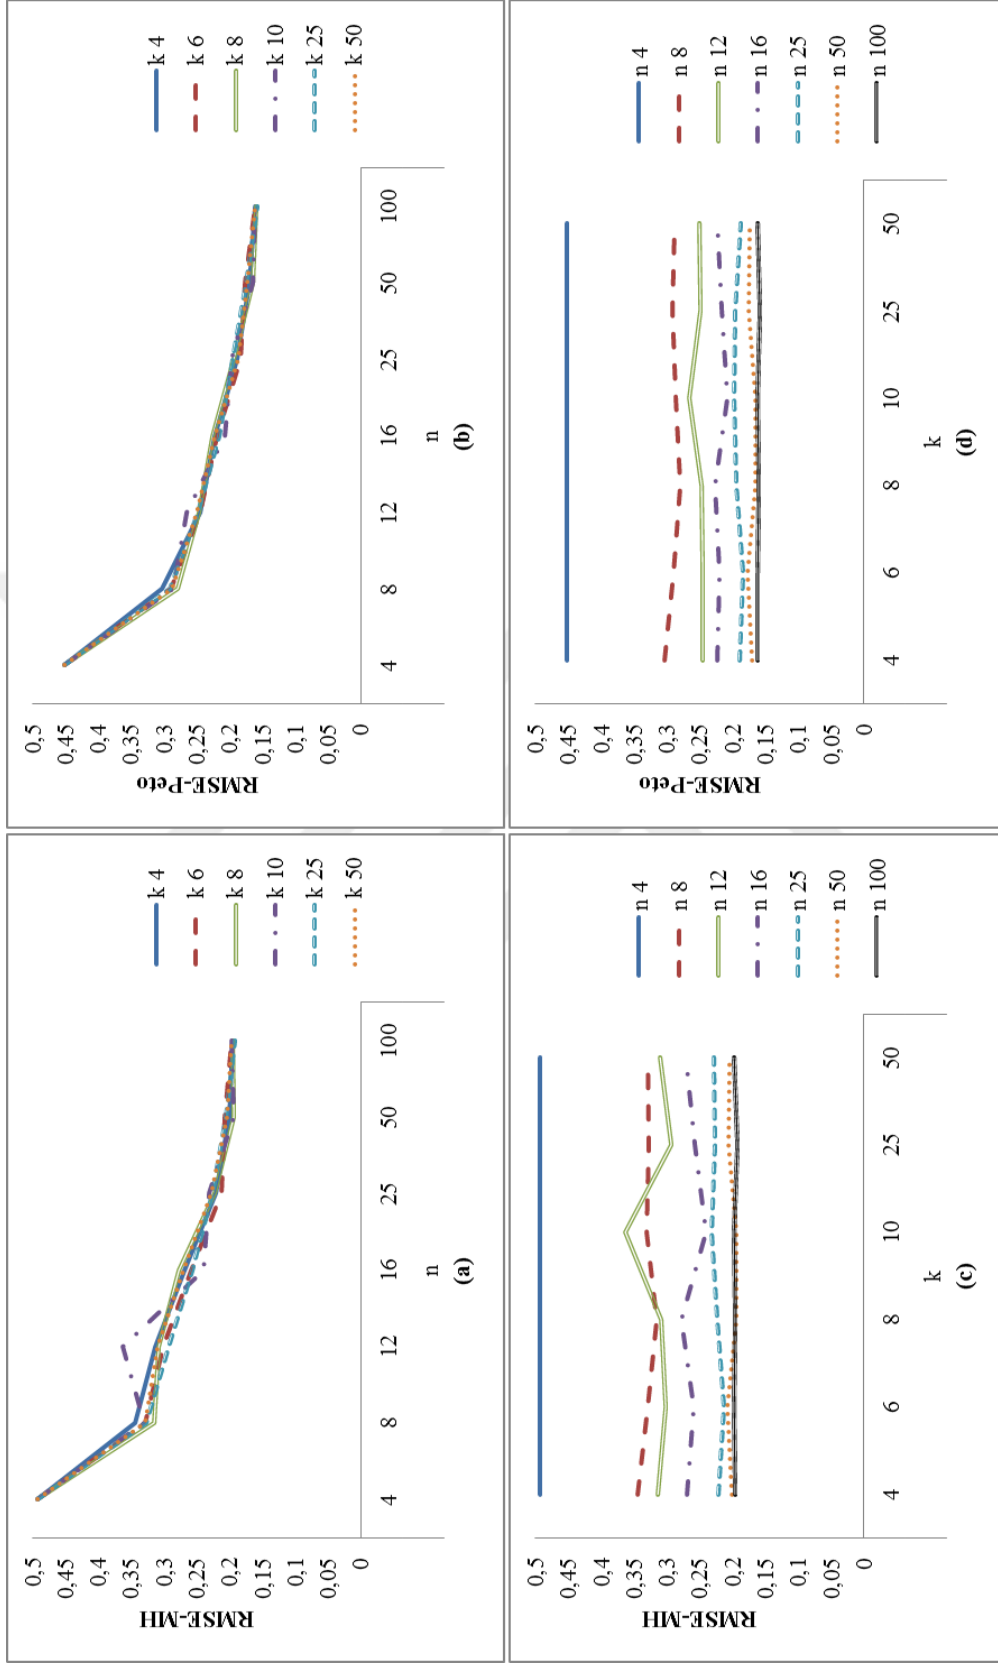 RMSE-MH
0,5
0,45
0,4
0,35
0,3
0,25
0,2
0,15
0,1
0,05
0
4
8
12
16
25
50
100
n
(a)
k 4
k 6
k 8
k 10
k 25
k 50
RMSE-Peto
0,5
0,45
0,4
0,35
0,3
0,25
0,2
0,15
0,1
0,05
0
4
8
12
16
25
50
100
n
(b)
k 4
k 6
k 8
k 10
k 25
k 50
RMSE-MH
0,5
0,45
0,4
0,35
0,3
0,25
0,2
0,15
0,1
0,05
0
4
6
8
10
25
50
k
(c)
n 4
n 8
n 12
n 16
n 25
n 50
n 100
RMSE-Peto
0,5
0,45
0,4
0,35
0,3
0,25
0,2
0,15
0,1
0,05
0
4
6
8
10
25
50
k
(d)
n 4
n 8
n 12
n 16
n 25
n 50
n 100